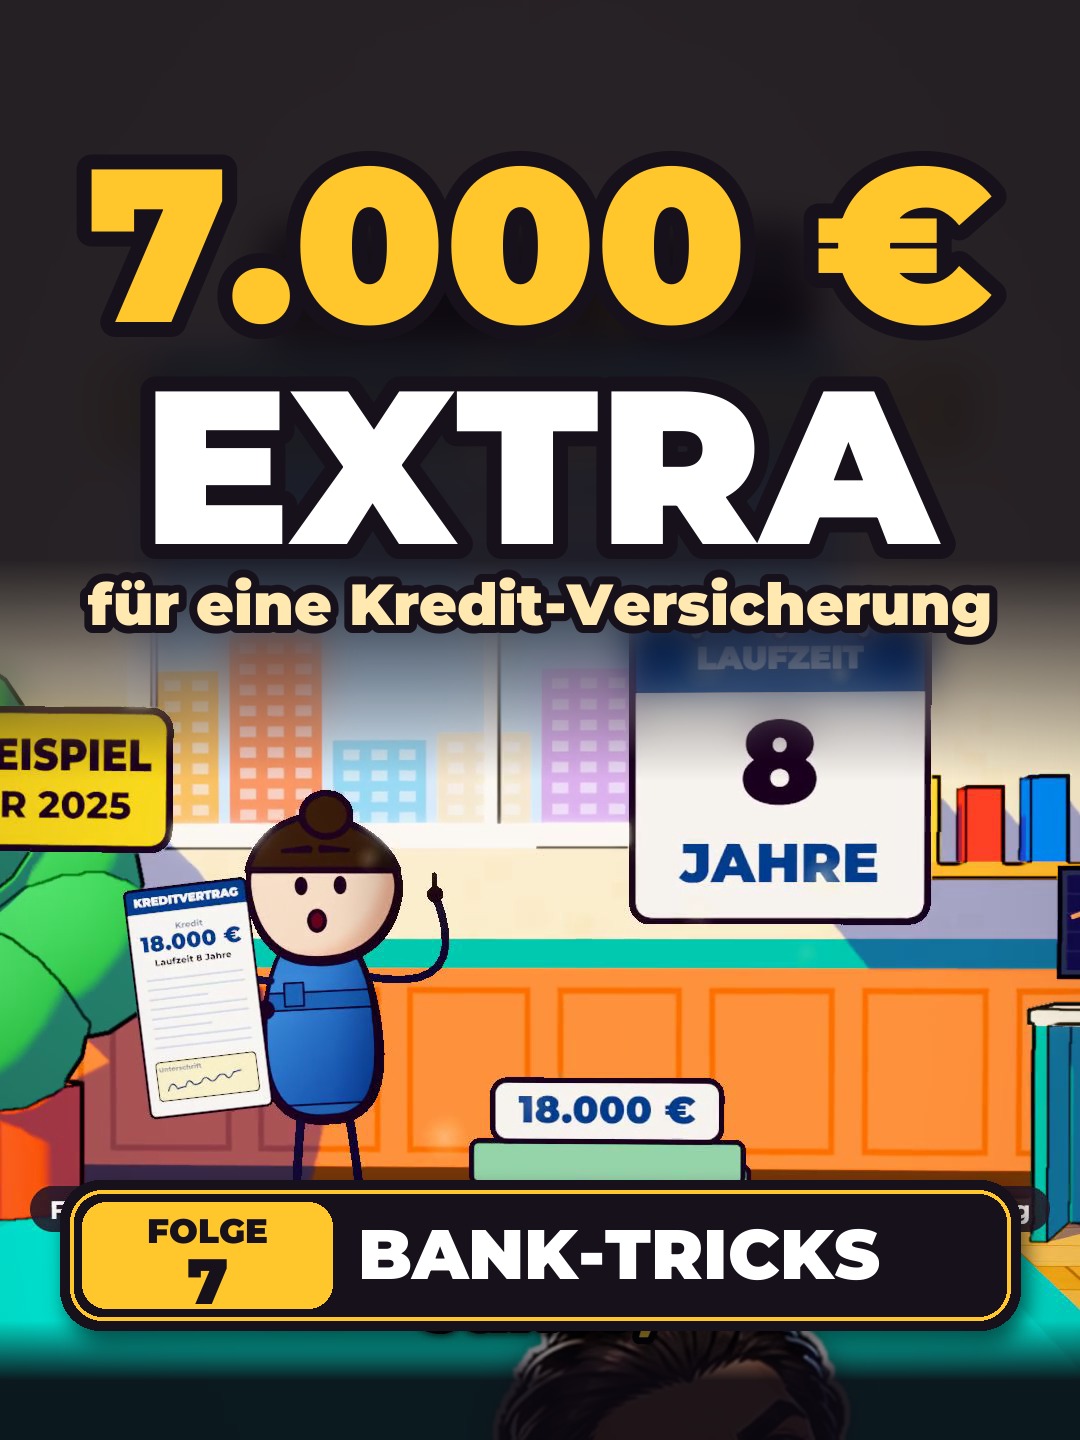 7.000 €
EXTRA
für eine Kredit-Versicherung
LAUFZEIT
8
JAHRE
EISPIEL
R 2025
KREDITVERTRAG
Kredit
18.000 €
Laufzeit 8 Jahre
Unterschrift
18.000 €
FOLGE
7
BANK-TRICKS